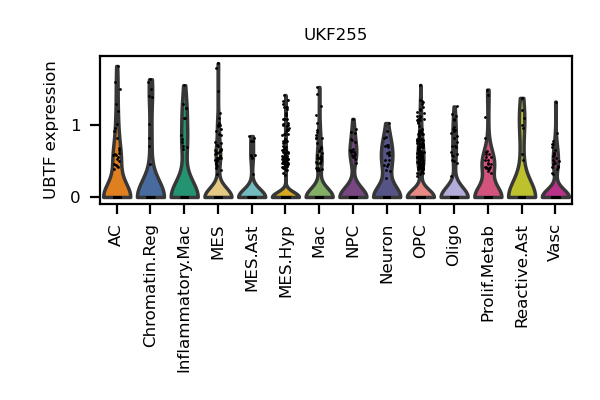 UKF255
UBTF expression
1
0
AC
Chromatin.Reg
Inflammatory.Mac
MES
MES.Ast
MES.Hyp
Mac
NPC
Neuron
OPC
Oligo
Prolif.Metab
Reactive.Ast
Vasc